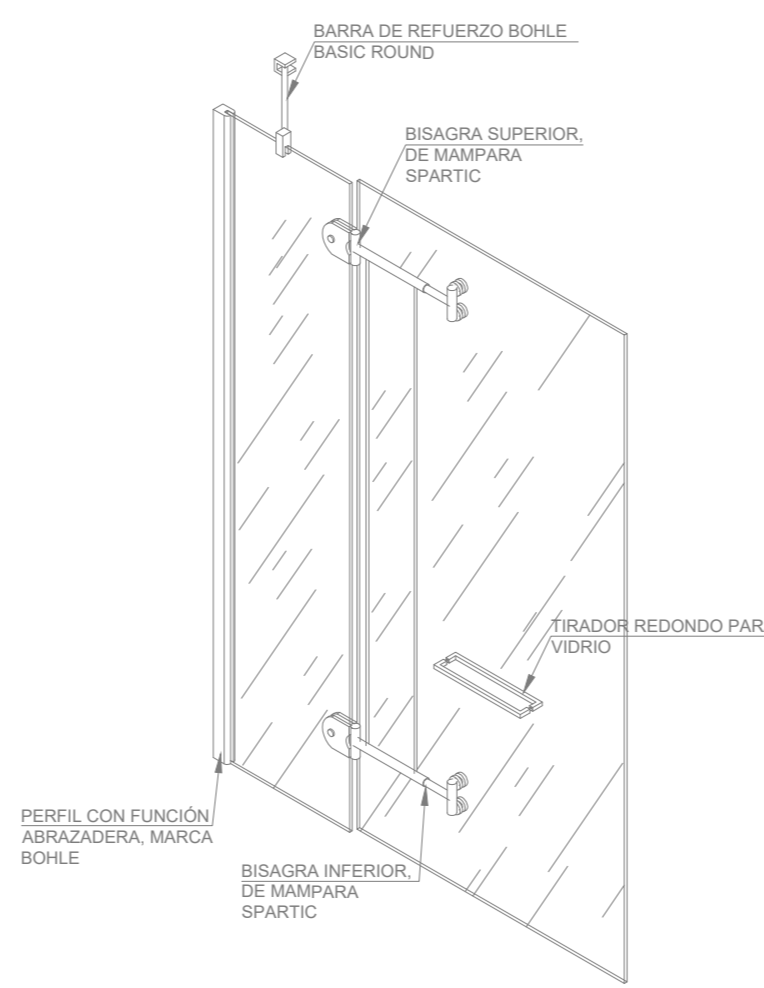 BARRA DE REFUERZO BOHLE
BASIC ROUND
BISAGRA SUPERIOR,
DE MAMPARA
SPARTIC
TIRADOR REDONDO PAR
VIDRIO
PERFIL CON FUNCIÓN
ABRAZADERA, MARCA
BOHLE
BISAGRA INFERIOR,
DE MAMPARA
SPARTIC